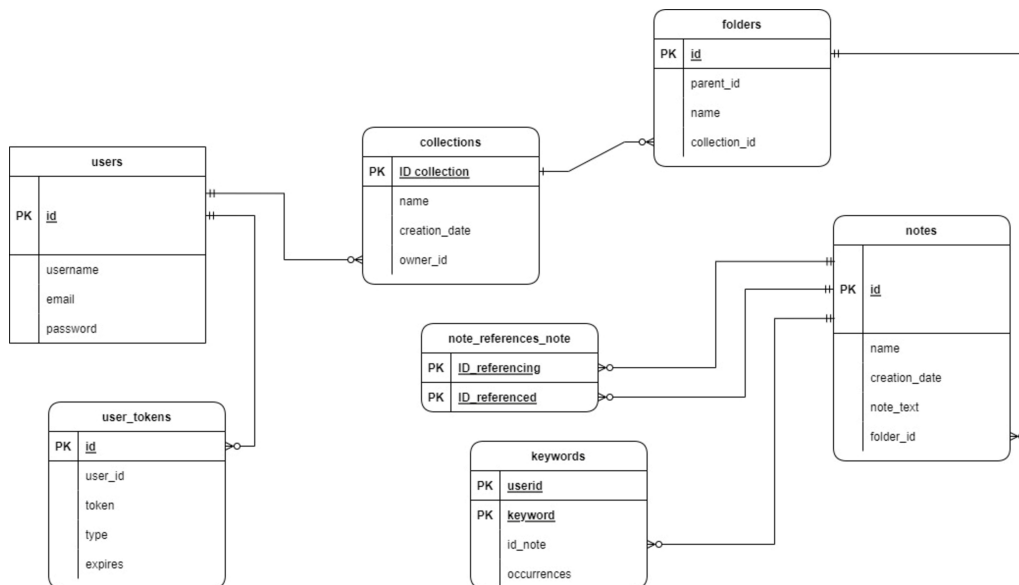 folders
PK id
parent_id
name
collection_id
collections
PK ID collection
name
creation_date
owner_id
users
PK id
username
email
password
notes
PK id
name
creation_date
note_text
folder_id
note_references_note
PK ID_referencing
PK ID_referenced
user_tokens
PK id
user_id
token
type
expires
keywords
PK userid
PK keyword
id_note
occurrences